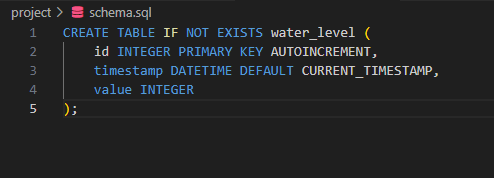 project > schema.sql
1 CREATE TABLE IF NOT EXISTS water_level (
2 id INTEGER PRIMARY KEY AUTOINCREMENT,
3 timestamp DATETIME DEFAULT CURRENT_TIMESTAMP,
4 value INTEGER
5 );